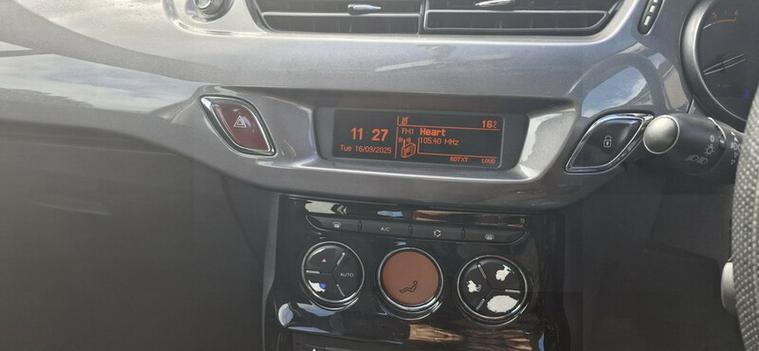 16°
11 27
FM1 Heart
105.40 MHz
Tue 16/09/2025
RDTXT LOUD
A/C
AUTO